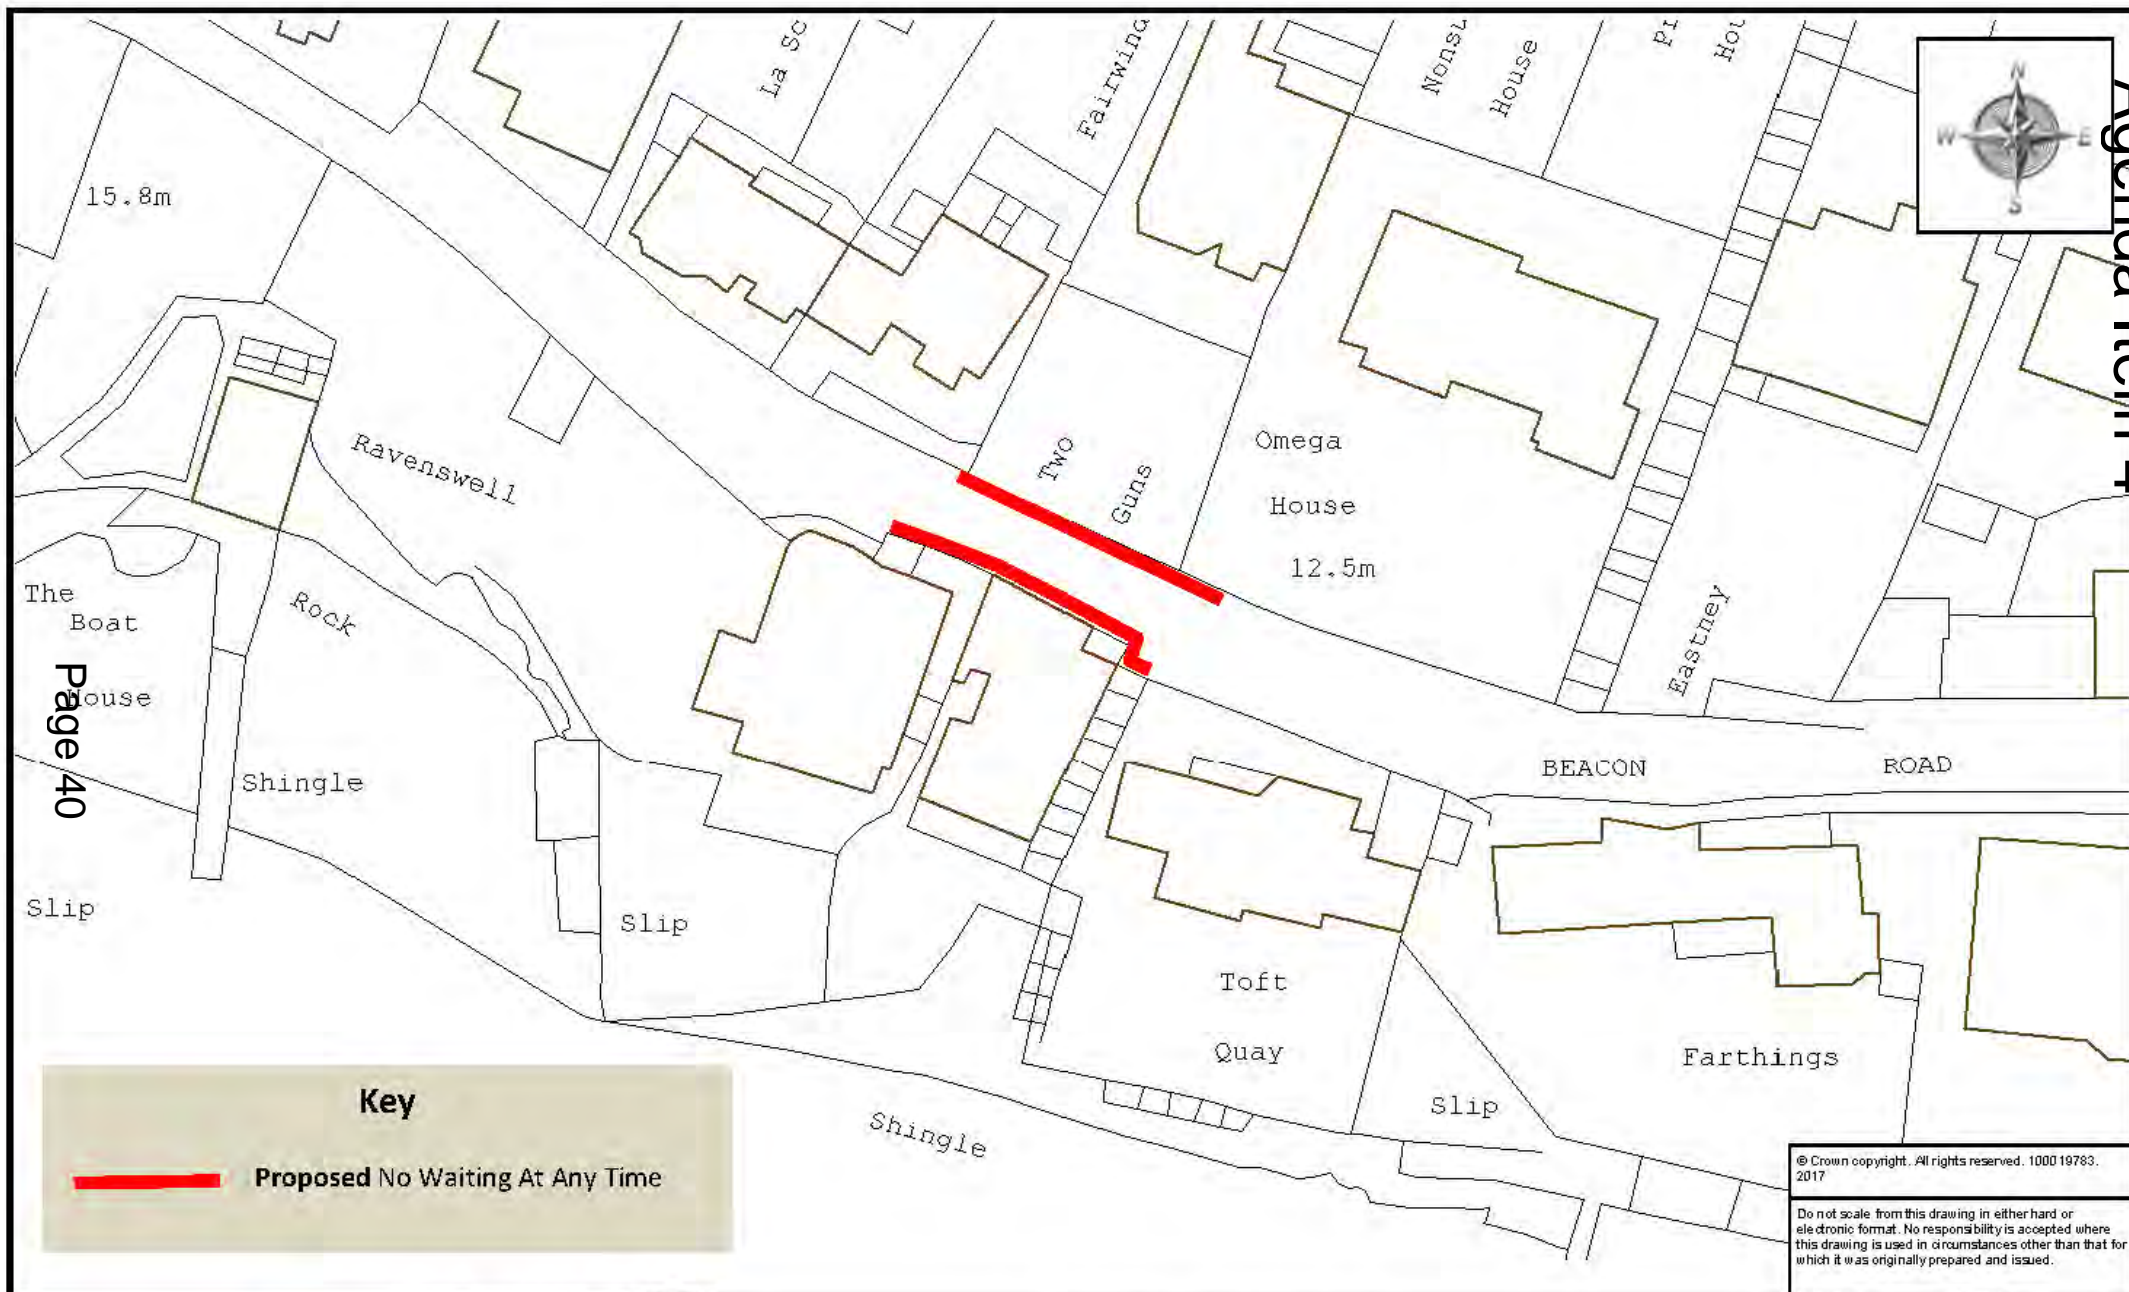 La Sc
Fairwind
House
Hou
N
W
E
S
Agenda Item 4
15.8m
Ravenswell
Two
Guns
Omega
House
12.5m
The
Boat
House
Rock
Eastney
Page 40
Shingle
BEACON ROAD
Slip
Slip
Toft
Quay
Farthings
Slip
Shingle
Key
Proposed No Waiting At Any Time
© Crown copyright. All rights reserved. 100019783.
2017
Do not scale from this drawing in either hard or
electronic format. No responsibility is accepted where
this drawing is used in circumstances other than that for
which it was originally prepared and issued.